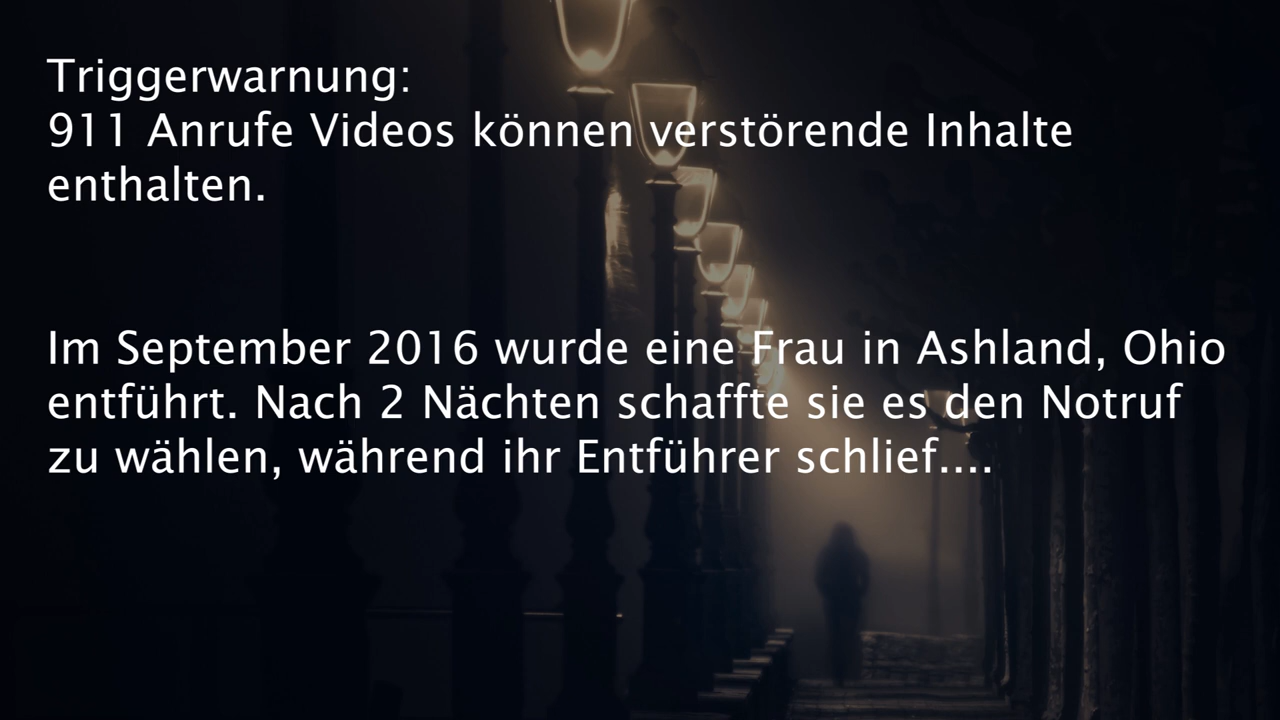 Triggerwarnung:
911 Anrufe Videos können verstörende Inhalte
enthalten.
Im September 2016 wurde eine Frau in Ashland, Ohio
entführt. Nach 2 Nächten schaffte sie es den Notruf
zu wählen, während ihr Entführer schlief....